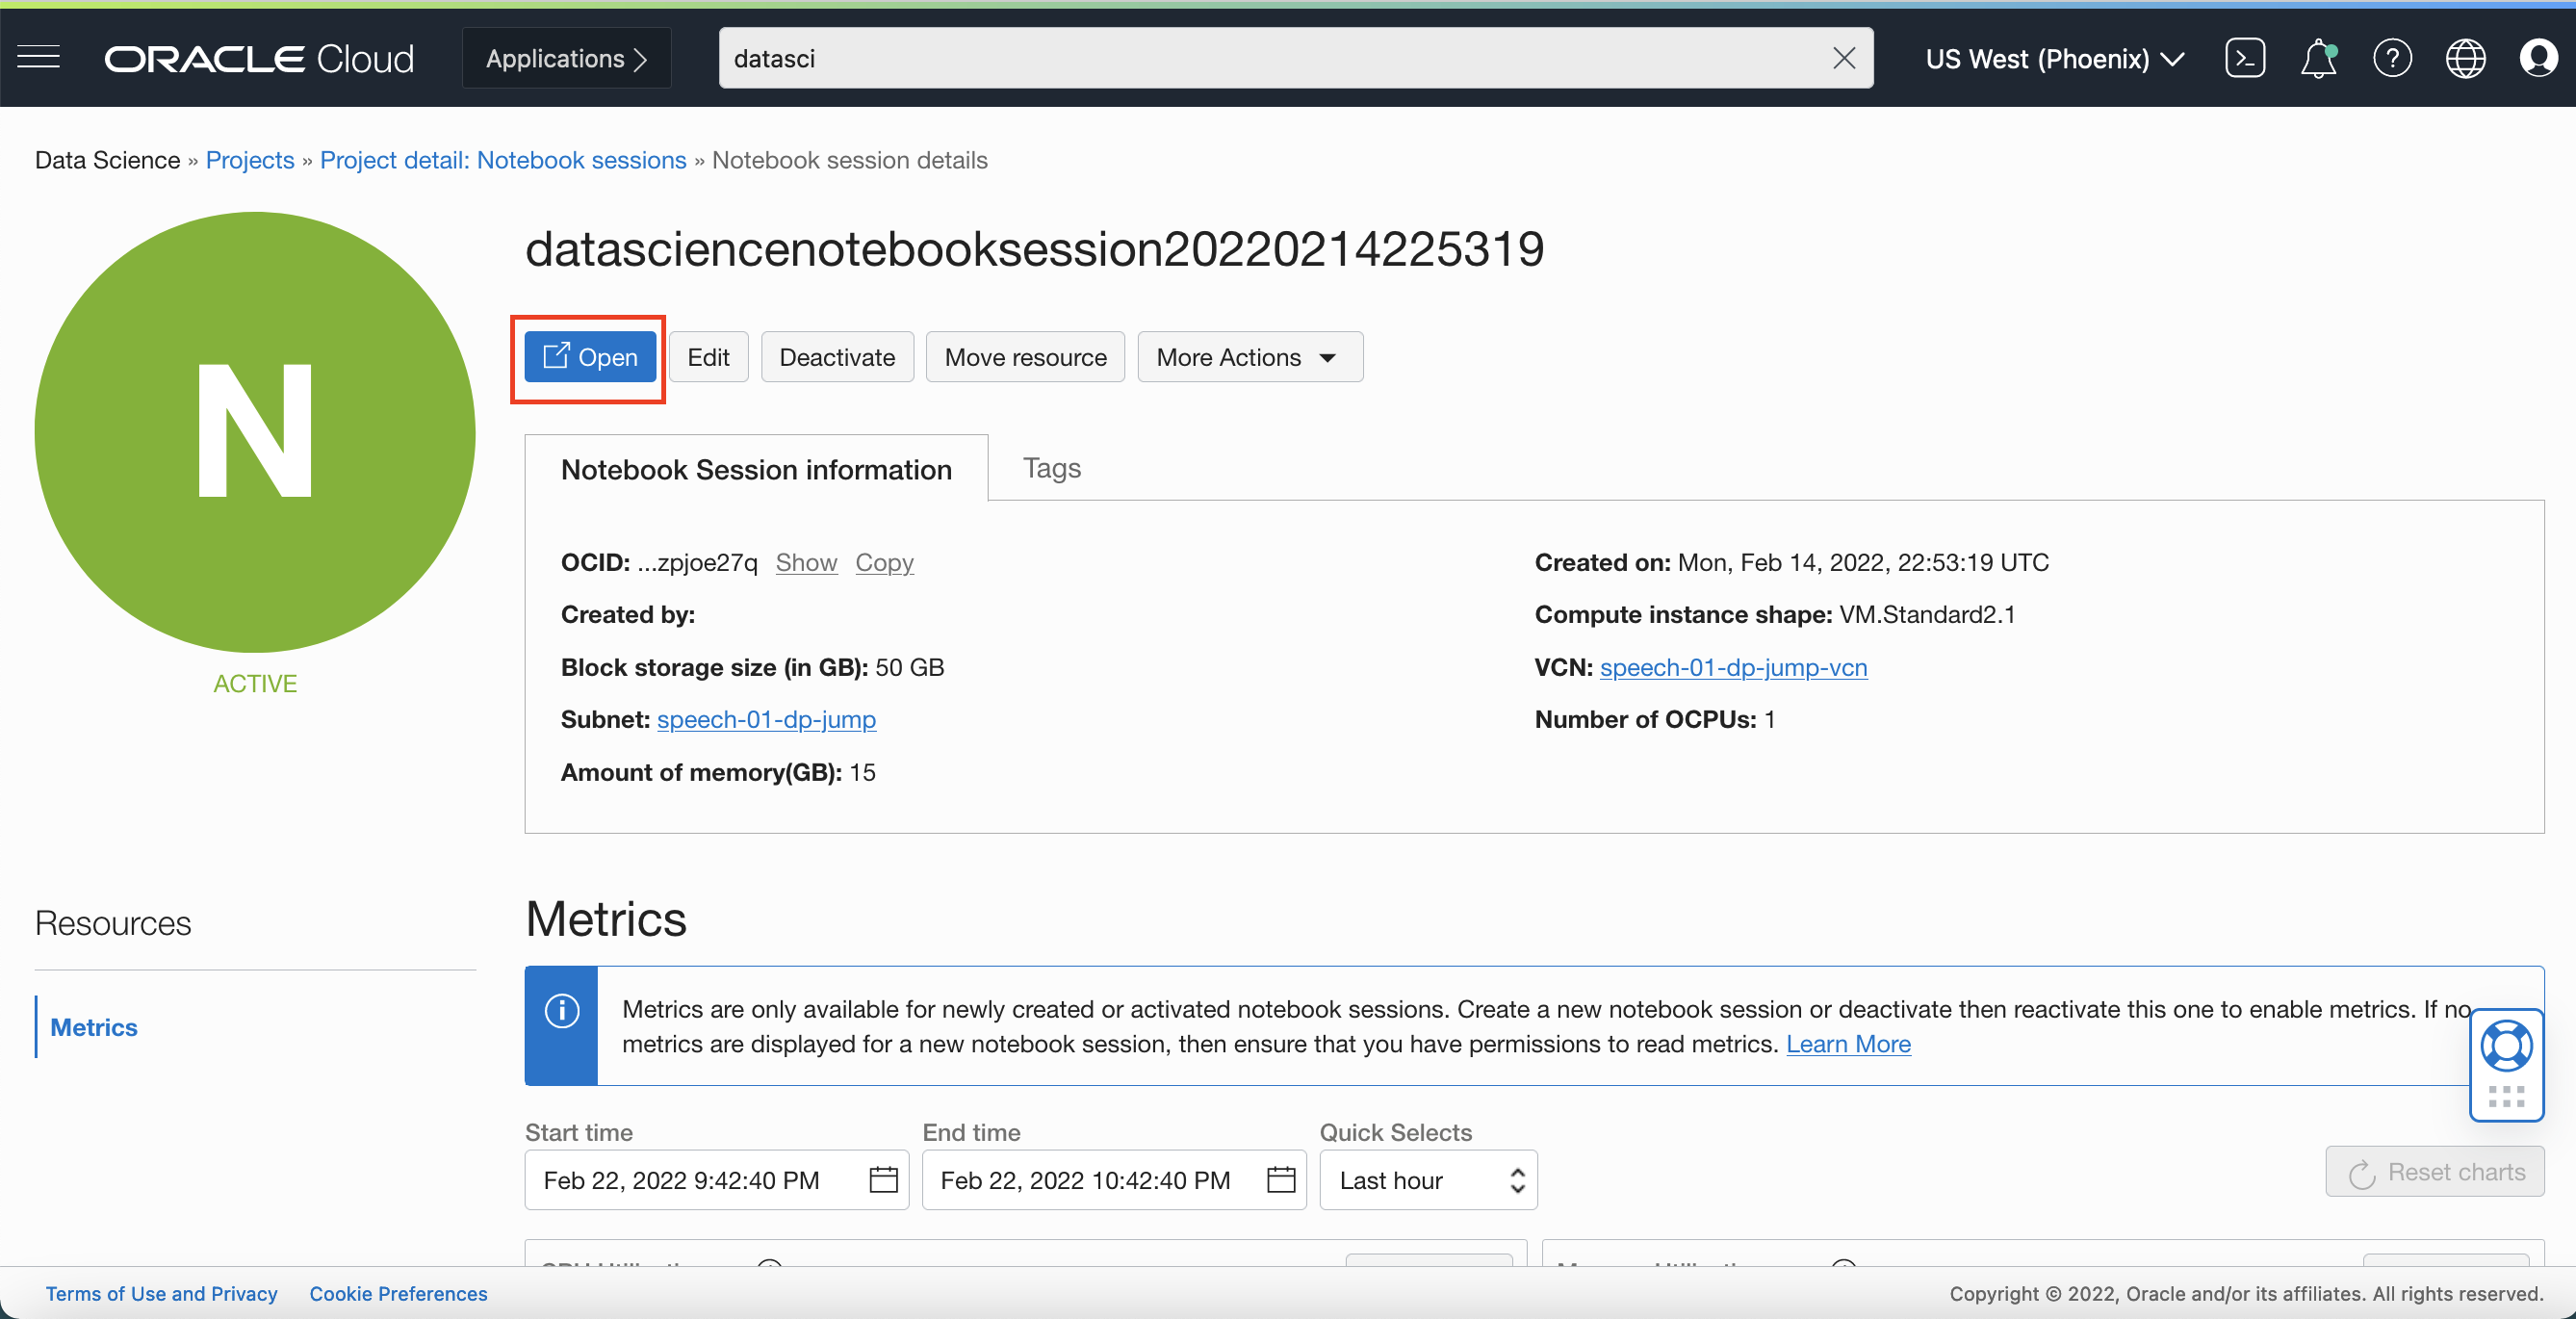 ORACLE Cloud
Applications
datasci
US West (Phoenix)
Data Science » Projects » Project detail: Notebook sessions » Notebook session details
N
ACTIVE
datasciencenotebooksession20220214225319
Open Edit Deactivate Move resource More Actions
Notebook Session information Tags
OCID: ...zpjoe27q Show Copy
Created by:
Block storage size (in GB): 50 GB
Subnet: speech-01-dp-jump
Amount of memory(GB): 15
Created on: Mon, Feb 14, 2022, 22:53:19 UTC
Compute instance shape: VM.Standard2.1
VCN: speech-01-dp-jump-vcn
Number of OCPUs: 1
Resources
Metrics
Metrics
Metrics are only available for newly created or activated notebook sessions. Create a new notebook session or deactivate then reactivate this one to enable metrics. If no
metrics are displayed for a new notebook session, then ensure that you have permissions to read metrics. Learn More
Start time End time Quick Selects
Feb 22, 2022 9:42:40 PM Feb 22, 2022 10:42:40 PM Last hour
Reset charts
Terms of Use and Privacy Cookie Preferences
Copyright © 2022, Oracle and/or its affiliates. All rights reserved.